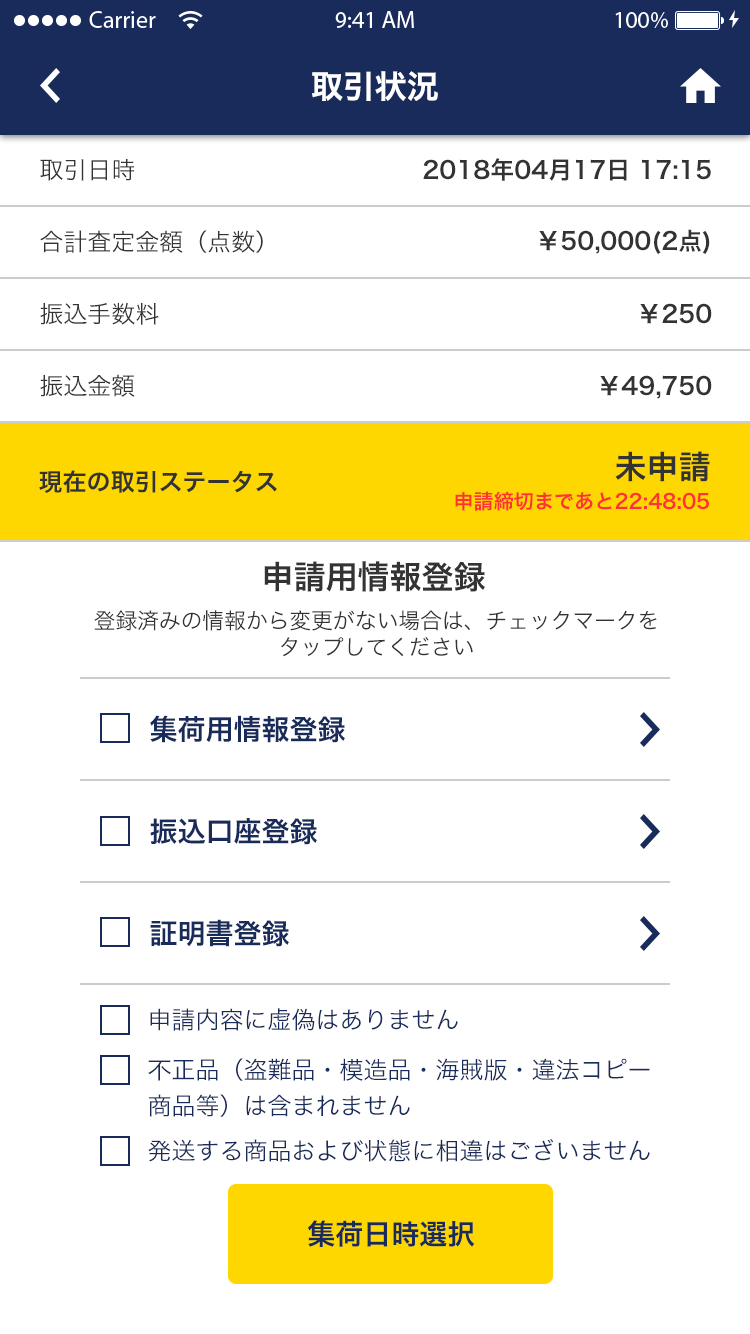 Carrier 9:41 AM 100%
取引状況
取引日時 2018年04月17日 17:15
合計査定金額（点数） ￥50,000(2点)
振込手数料 ￥250
振込金額 ￥49,750
現在の取引ステータス 未申請
申請締切まであと22:48:05
申請用情報登録
登録済みの情報から変更がない場合は、チェックマークを
タップしてください
集荷用情報登録
振込口座登録
証明書登録
申請内容に虚偽はありません
不正品（盗難品・模造品・海賊版・違法コピー
商品等）は含まれません
発送する商品および状態に相違はございません
集荷日時選択